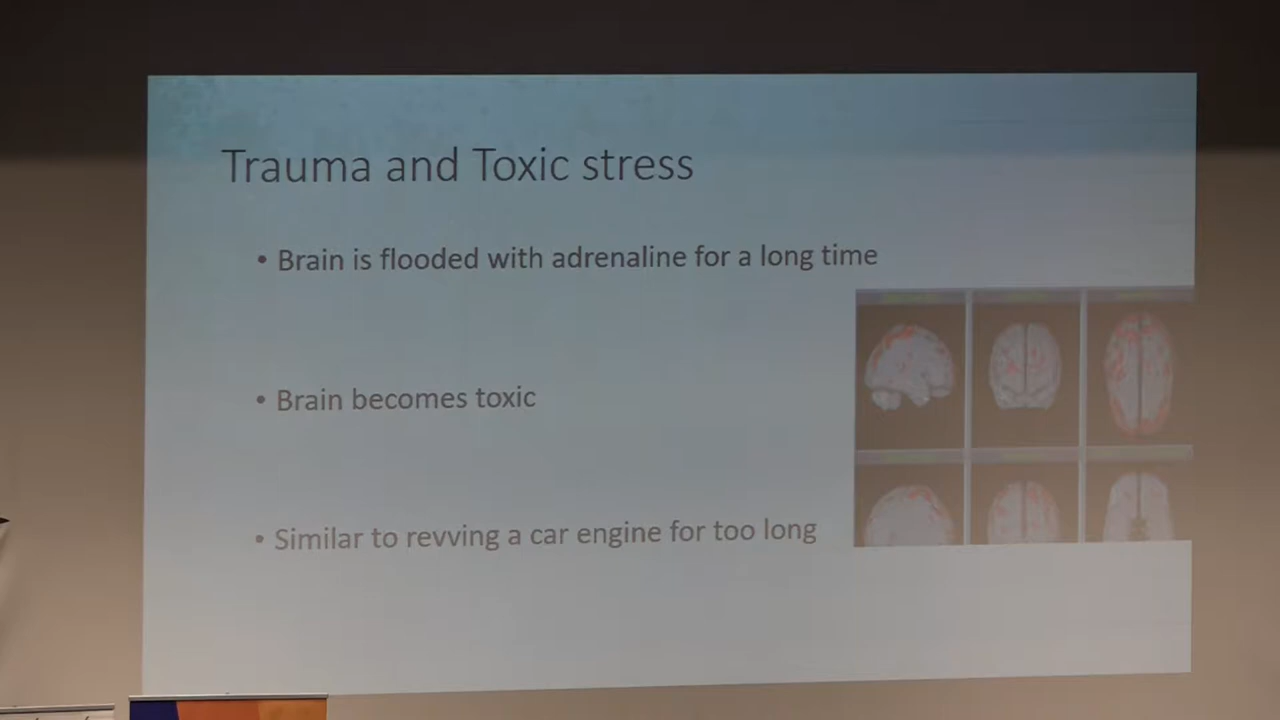 Trauma and Toxic stress
• Brain is flooded with adrenaline for a long time
• Brain becomes toxic
• Similar to revving a car engine for too long